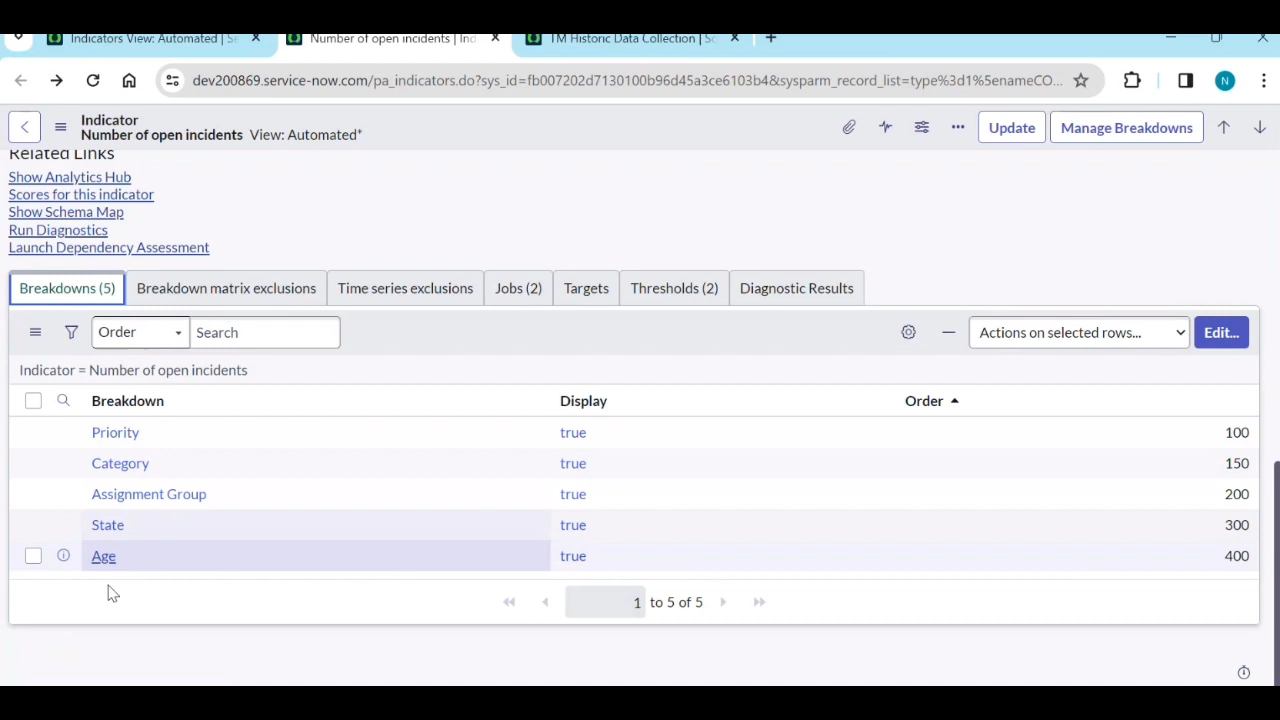 Indicators View: Automated | Se
Number of open incidents | Ind
TM Historic Data Collection | Se
dev200869.service-now.com/pa_indicators.do?sys_id=fb007202d7130100b96d45a3ce6103b4&sysparm_record_list=type%3d1%5enameCO...
N
Indicator
Number of open incidents View: Automated*
Update
Manage Breakdowns
Related Links
Show Analytics Hub
Scores for this indicator
Show Schema Map
Run Diagnostics
Launch Dependency Assessment
Breakdowns (5)
Breakdown matrix exclusions
Time series exclusions
Jobs (2)
Targets
Thresholds (2)
Diagnostic Results
Order
Search
Actions on selected rows...
Edit...
Indicator = Number of open incidents
Breakdown Display Order
Priority true 100
Category true 150
Assignment Group true 200
State true 300
Age true 400
1 to 5 of 5